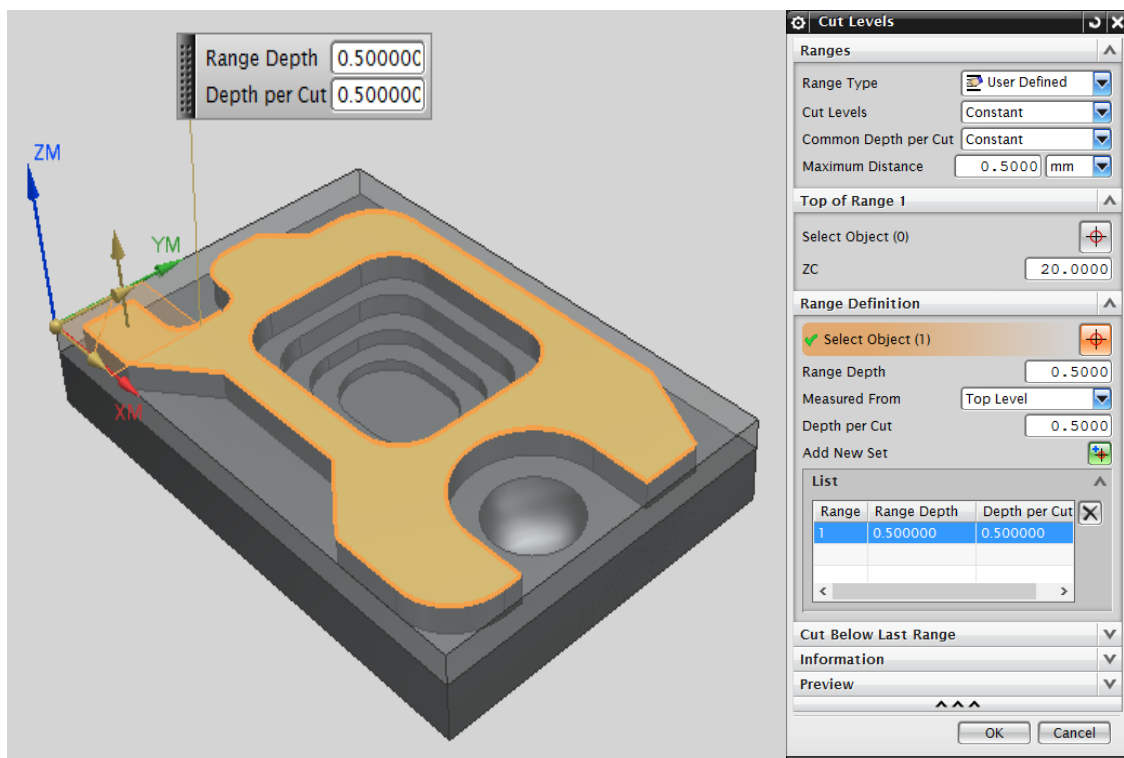 Range Depth 0.500000
Depth per Cut 0.500000
ZM
YM
XM
Cut Levels
Ranges
Range Type User Defined
Cut Levels Constant
Common Depth per Cut Constant
Maximum Distance 0.5000 mm
Top of Range 1
Select Object (0)
ZC 20.0000
Range Definition
Select Object (1)
Range Depth 0.5000
Measured From Top Level
Depth per Cut 0.5000
Add New Set
List
Range Range Depth Depth per Cut
1 0.500000 0.500000
Cut Below Last Range
Information
Preview
OK Cancel